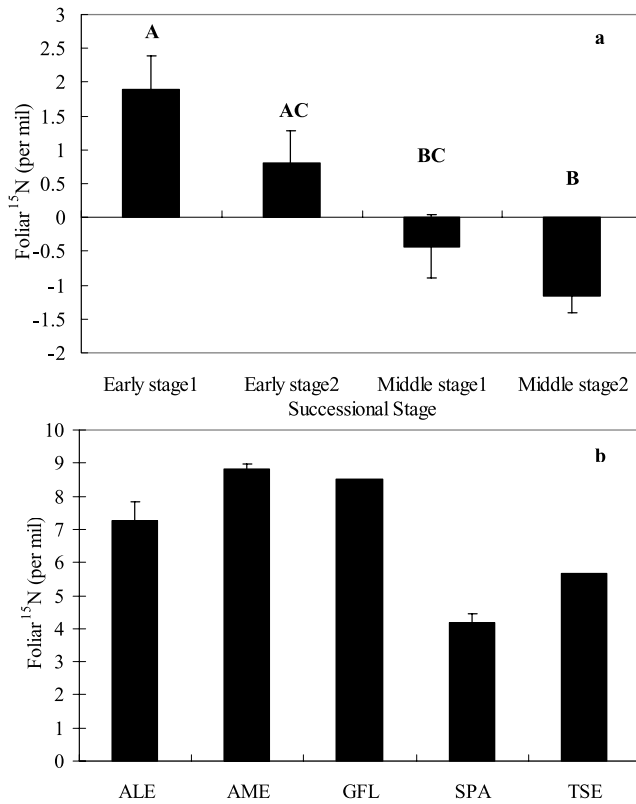 3
2.5
2
1.5
1
0.5
0
-0.5
-1
-1.5
-2
Foliar ¹⁵N (per mil)
A
AC
BC
B
a
Early stage1 Early stage2 Middle stage1 Middle stage2
Successional Stage
10
9
8
7
6
5
4
3
2
1
0
Foliar ¹⁵N (per mil)
b
ALE AME GFL SPA TSE